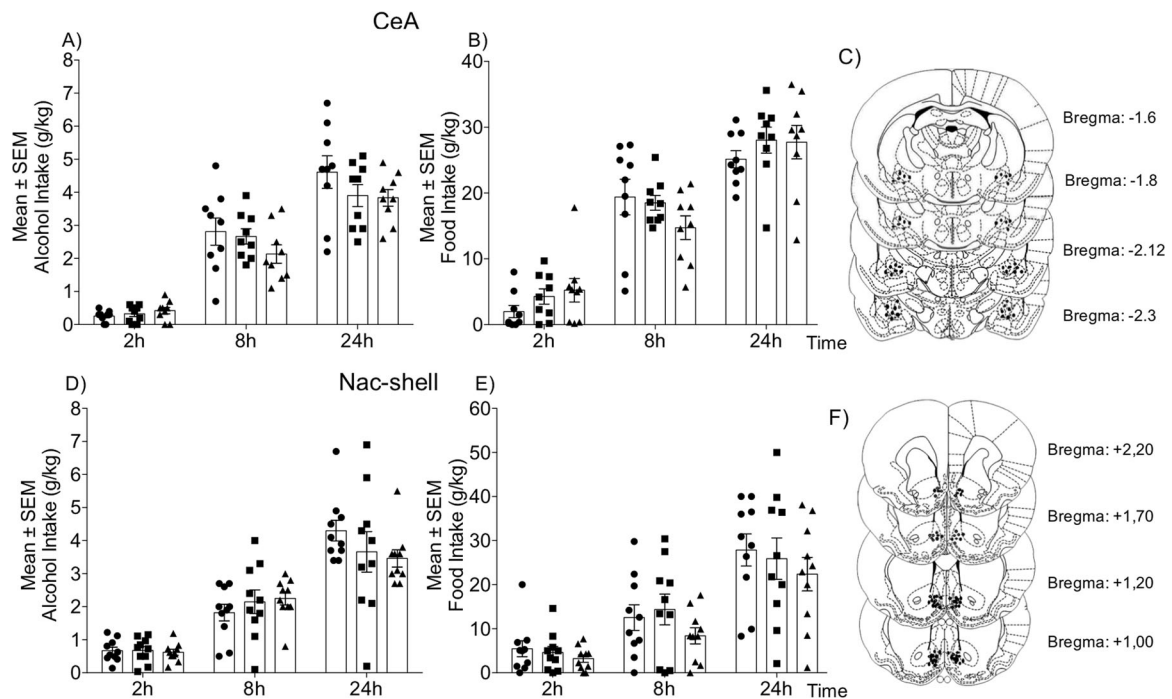 CeA
A)
Mean ± SEM
Alcohol Intake (g/kg)
8
7
6
5
4
3
2
1
0
2h 8h 24h
B)
Mean ± SEM
Food Intake (g/kg)
40
30
20
10
0
2h 8h 24h Time
C)
Bregma: -1.6
Bregma: -1.8
Bregma: -2.12
Bregma: -2.3
Nac-shell
D)
Mean ± SEM
Alcohol Intake (g/kg)
8
7
6
5
4
3
2
1
0
2h 8h 24h
E)
Mean ± SEM
Food Intake (g/kg)
60
50
40
30
20
10
0
2h 8h 24h Time
F)
Bregma: +2,20
Bregma: +1,70
Bregma: +1,20
Bregma: +1,00